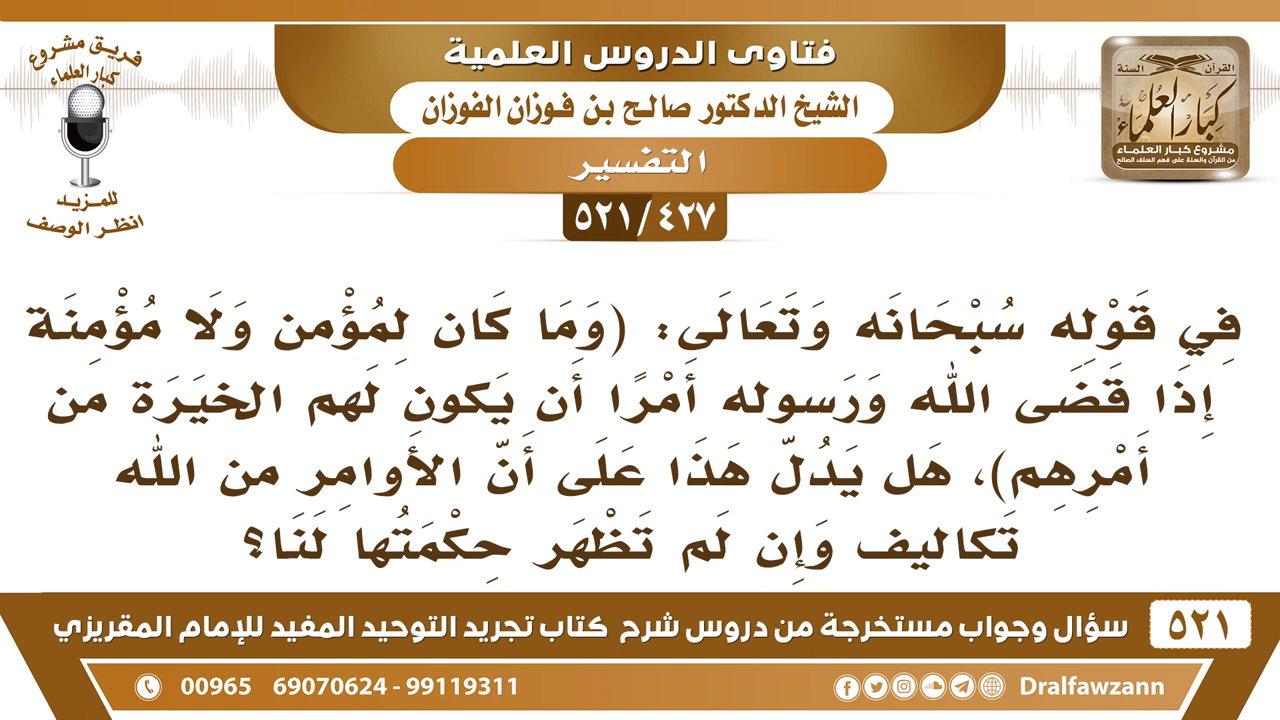 فتاوى الدروس العلمية
الشيخ الدكتور صالح بن فوزان الفوزان
التفسير
٥٢١/٤٢٧
فريق مشروع
كبار العلماء
للمزيد
انظر الوصف
القرآن السنة
كبار العلماء
مشروع كبار العلماء
من القرآن والسنة على فهم السلف الصالح
فِي قَوْله سُبْحَانَه وَتَعَالَى: (وَمَا كَان لِمُؤْمن وَلَا مُؤْمِنَة
إِذَا قَضَى الله وَرَسوله أَمْرًا أَن يَكون لَهم الخيَرَة من
أَمْرِهِم)، هَل يَدُلّ هَذَا عَلَى أَنّ الأَوامِر من الله
تَكاليف وَإِن لَم تَظْهَر حِكْمَتُها لَنَا؟
٥٢١ سؤال وجواب مستخرجة من دروس شرح كتاب تجريد التوحيد المفيد للإمام المقريزي
00965 69070624 - 99119311
Dralfawzann